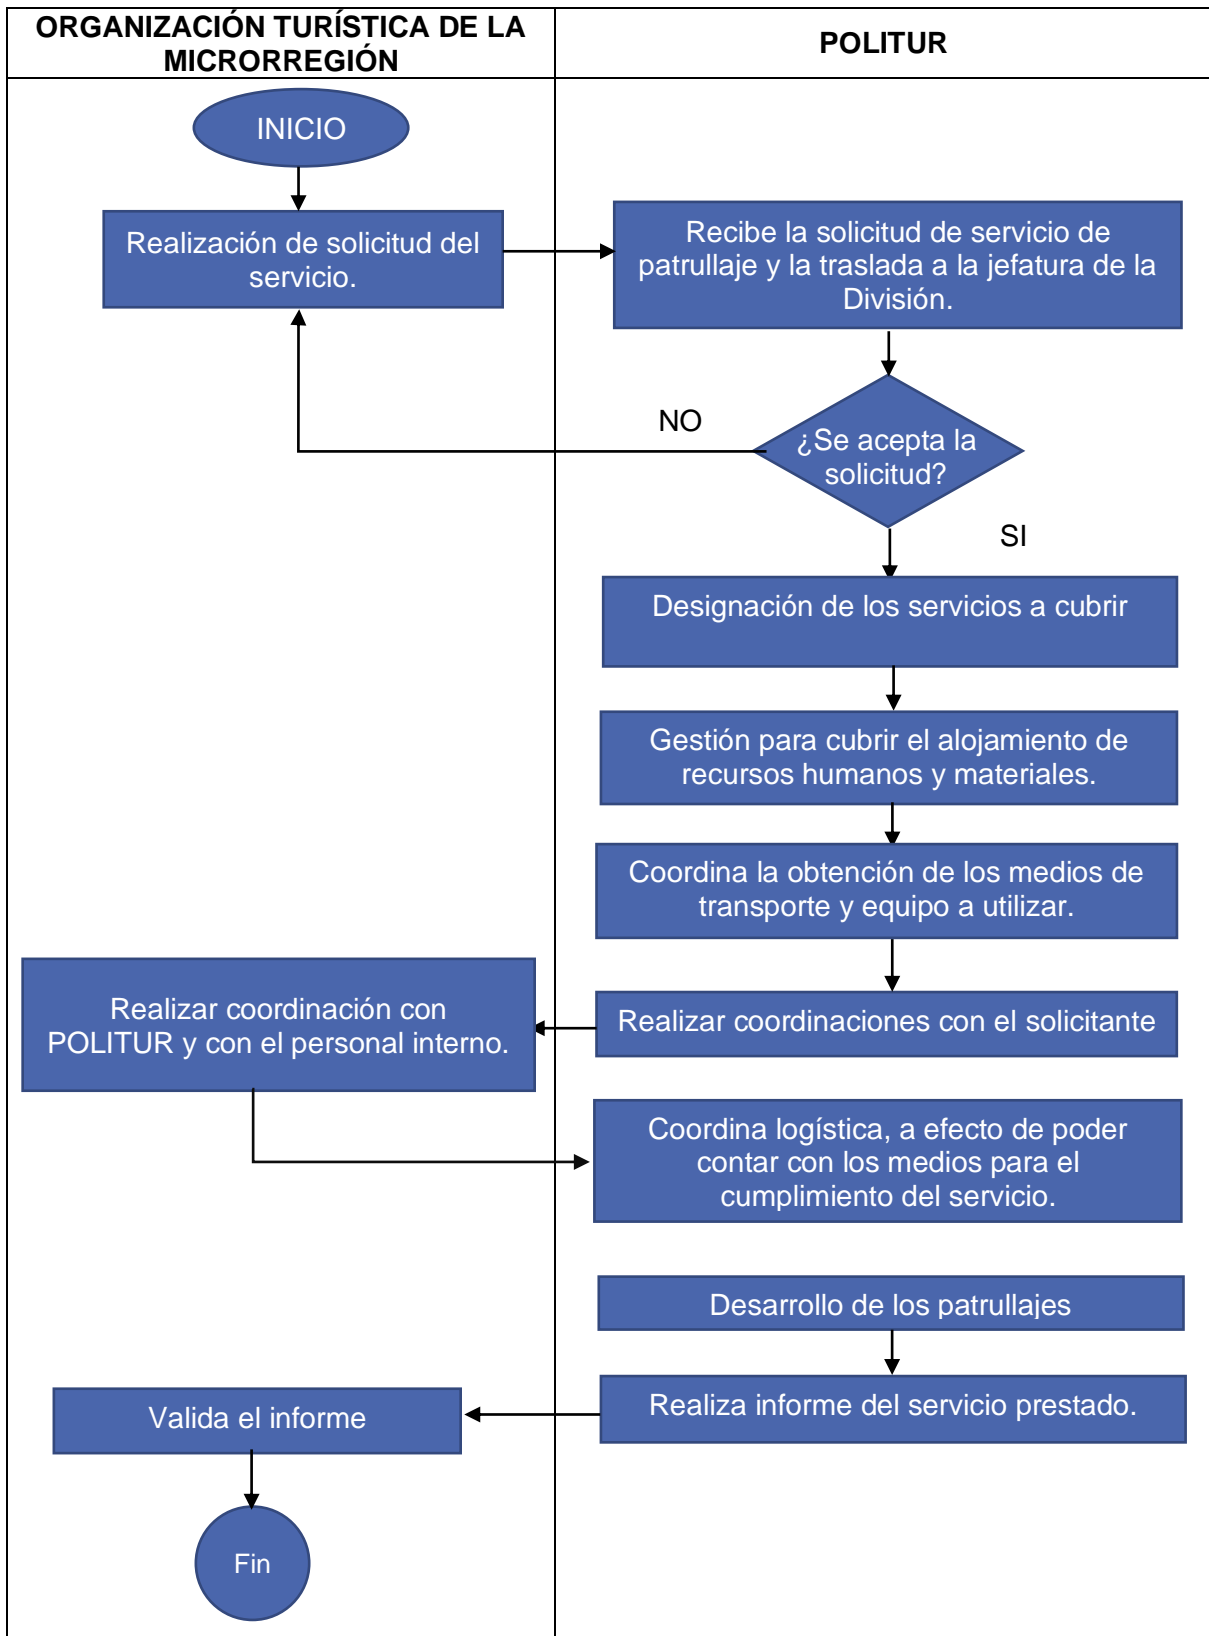 ORGANIZACIÓN TURÍSTICA DE LA
MICRORREGIÓN
POLITUR
INICIO
Realización de solicitud del
servicio.
Recibe la solicitud de servicio de
patrullaje y la traslada a la jefatura de la
División.
NO
¿Se acepta la
solicitud?
SI
Designación de los servicios a cubrir
Gestión para cubrir el alojamiento de
recursos humanos y materiales.
Coordina la obtención de los medios de
transporte y equipo a utilizar.
Realizar coordinaciones con el solicitante
Realizar coordinación con
POLITUR y con el personal interno.
Coordina logística, a efecto de poder
contar con los medios para el
cumplimiento del servicio.
Desarrollo de los patrullajes
Realiza informe del servicio prestado.
Valida el informe
Fin